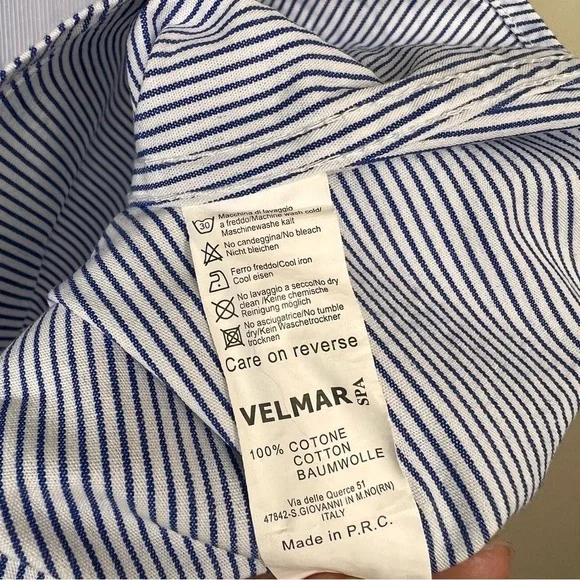 30
Macchina di lavaggio
a freddo/Machine wash cold/
Maschinewashe kalt
No candeggina/No bleach
Nicht bleichen
Ferro freddo/Cool iron
Cool eisen
No lavaggio a secco/No dry
clean /Keine chemische
Reinigung möglich
No asciugatrice/No tumble
dry/Kein Waschetrockner
trocknen
Care on reverse
VELMAR SPA
100% COTONE
COTTON
BAUMWOLLE
Via delle Querce 51
47842-S.GIOVANNI IN M.NO(RN)
ITALY
Made in P.R.C.